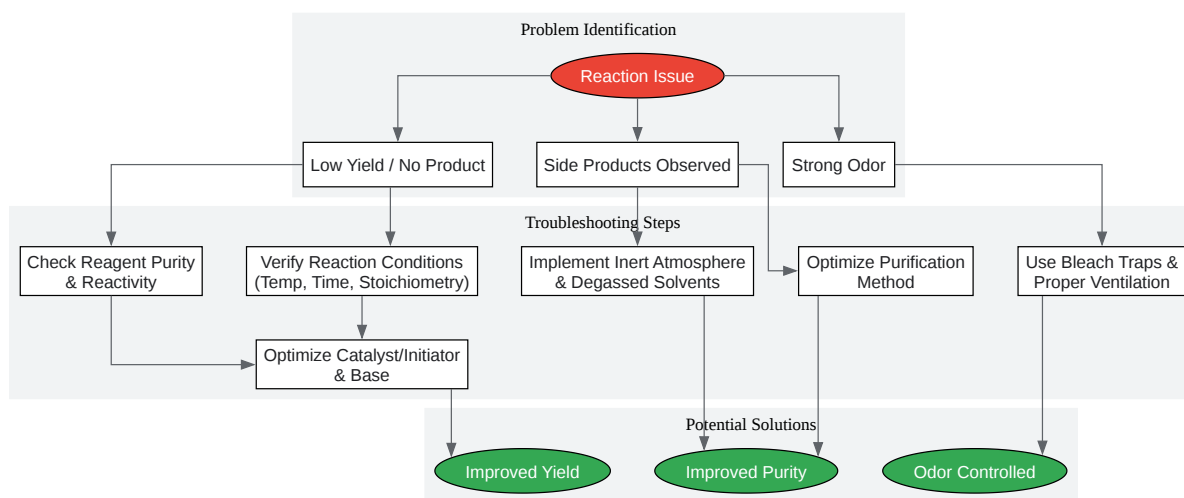 Problem Identification
Reaction Issue
Low Yield / No Product
Side Products Observed
Strong Odor
Troubleshooting Steps
Check Reagent Purity
& Reactivity
Verify Reaction Conditions
(Temp, Time, Stoichiometry)
Implement Inert Atmosphere
& Degassed Solvents
Optimize Purification
Method
Use Bleach Traps &
Proper Ventilation
Optimize Catalyst/Initiator
& Base
Potential Solutions
Improved Yield
Improved Purity
Odor Controlled